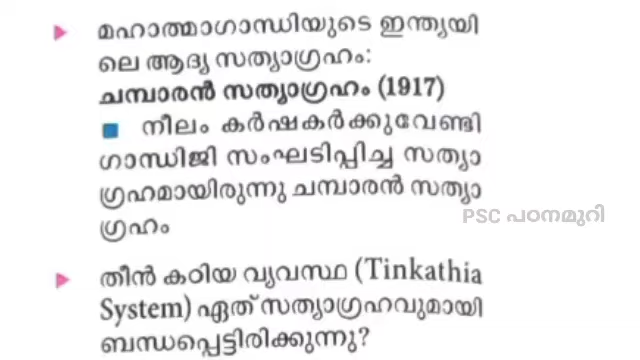 മഹാത്മാഗാന്ധിയുടെ ഇന്ത്യയി
ലെ ആദ്യ സത്യാഗ്രഹം:
ചമ്പാരൻ സത്യാഗ്രഹം (1917)
നീലം കർഷകർക്കുവേണ്ടി
ഗാന്ധിജി സംഘടിപ്പിച്ച സത്യാ
ഗ്രഹമായിരുന്നു ചമ്പാരൻ സത്യാ
ഗ്രഹം
PSC പഠനമുറി
തീൻ കഠിയ വ്യവസ്ഥ (Tinkathia
System) ഏത് സത്യാഗ്രഹവുമായി
ബന്ധപ്പെട്ടിരിക്കുന്നു?